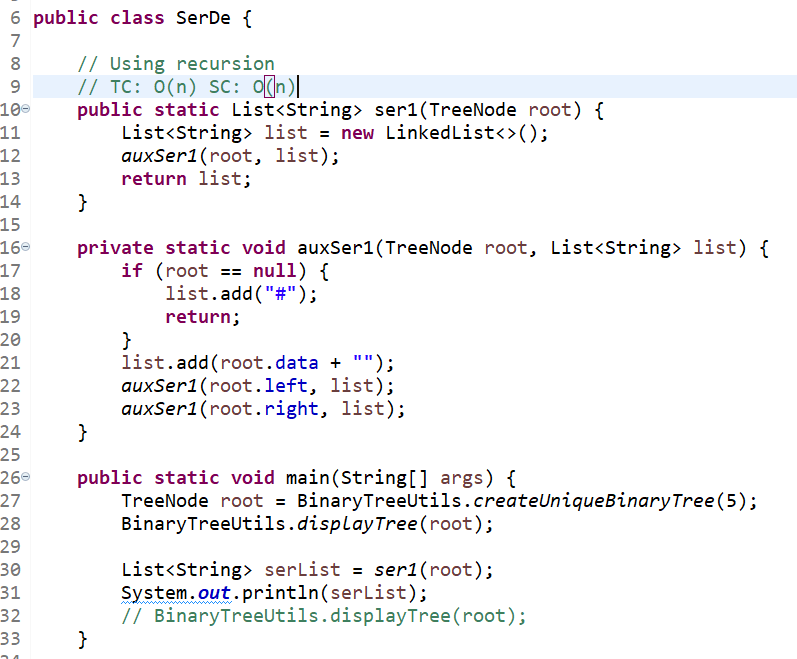 6 public class SerDe {
7
8 // Using recursion
9 // TC: O(n) SC: O(n)
10 public static List<String> ser1(TreeNode root) {
11 List<String> list = new LinkedList<>();
12 auxSer1(root, list);
13 return list;
14 }
15
16 private static void auxSer1(TreeNode root, List<String> list) {
17 if (root == null) {
18 list.add("#");
19 return;
20 }
21 list.add(root.data + "");
22 auxSer1(root.left, list);
23 auxSer1(root.right, list);
24 }
25
26 public static void main(String[] args) {
27 TreeNode root = BinaryTreeUtils.createUniqueBinaryTree(5);
28 BinaryTreeUtils.displayTree(root);
29
30 List<String> serList = ser1(root);
31 System.out.println(serList);
32 // BinaryTreeUtils.displayTree(root);
33 }